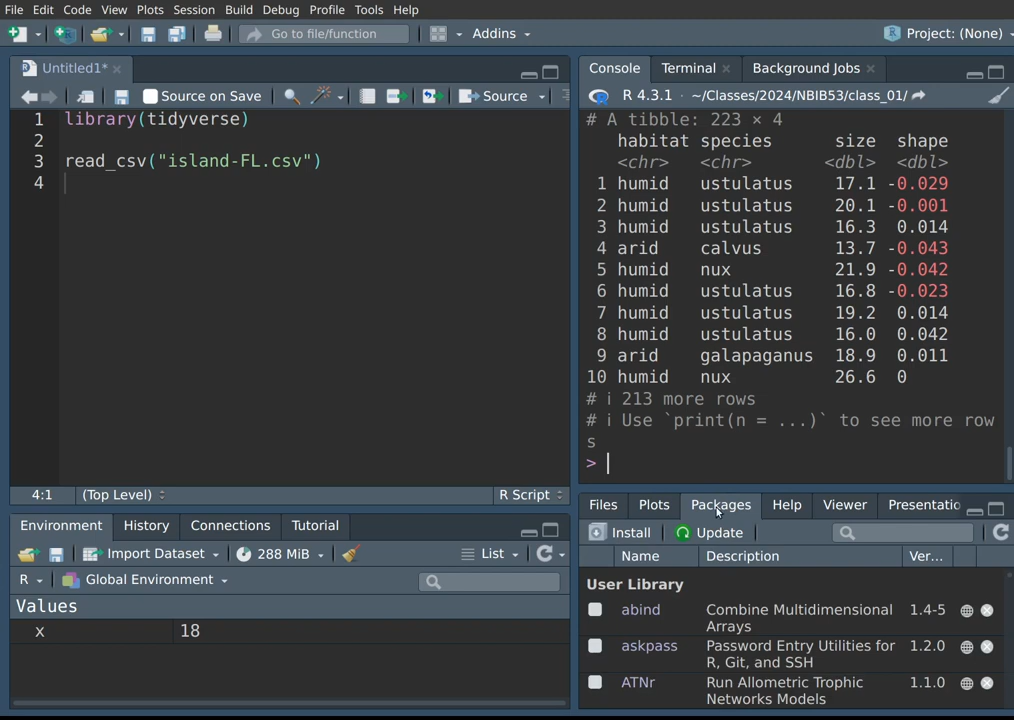 File Edit Code View Plots Session Build Debug Profile Tools Help
Go to file/function Addins Project: (None)
Untitled1*
Source on Save Source
1 library(tidyverse)
2
3 read_csv("island-FL.csv")
4
4:1 (Top Level) R Script
Console Terminal Background Jobs
R 4.3.1 · ~/Classes/2024/NBIB53/class_01/
# A tibble: 223 × 4
habitat species size shape
<chr> <chr> <dbl> <dbl>
1 humid ustulatus 17.1 -0.029
2 humid ustulatus 20.1 -0.001
3 humid ustulatus 16.3 0.014
4 arid calvus 13.7 -0.043
5 humid nux 21.9 -0.042
6 humid ustulatus 16.8 -0.023
7 humid ustulatus 19.2 0.014
8 humid ustulatus 16.0 0.042
9 arid galapaganus 18.9 0.011
10 humid nux 26.6 0
# i 213 more rows
# i Use `print(n = ...)` to see more row
s
>
Environment History Connections Tutorial
Import Dataset 288 MiB List
R Global Environment
Values
x 18
Files Plots Packages Help Viewer Presentatio
Install Update
Name Description Ver...
User Library
abind Combine Multidimensional 1.4-5
Arrays
askpass Password Entry Utilities for 1.2.0
R, Git, and SSH
ATNr Run Allometric Trophic 1.1.0
Networks Models